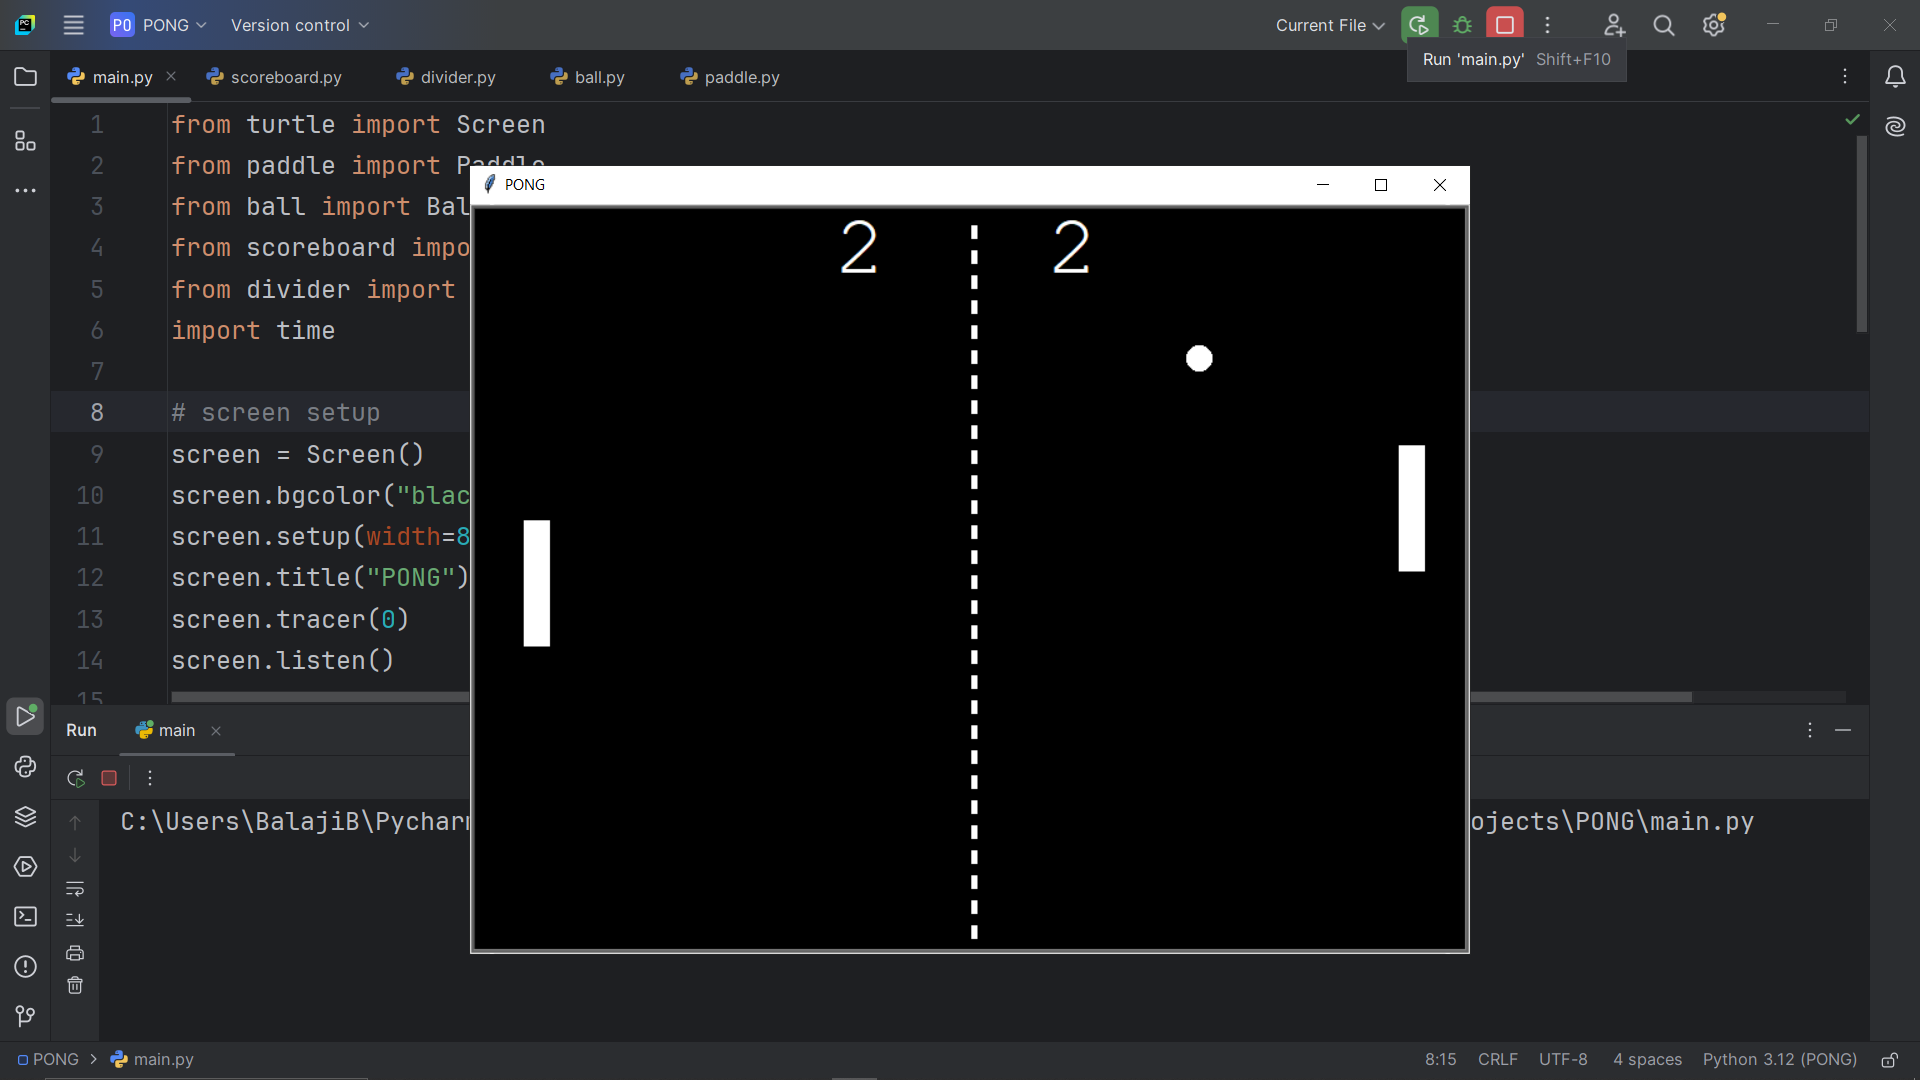 PC
P0 PONG Version control Current File
Run 'main.py' Shift+F10
main.py scoreboard.py divider.py ball.py paddle.py
1 from turtle import Screen
2 from paddle import Paddle
3 from ball import Bal
4 from scoreboard impo
5 from divider import
6 import time
7
8 # screen setup
9 screen = Screen()
10 screen.bgcolor("blac
11 screen.setup(width=8
12 screen.title("PONG")
13 screen.tracer(0)
14 screen.listen()
15
PONG
2 2
Run main
C:\Users\BalajiB\Pychar ojects\PONG\main.py
PONG > main.py 8:15 CRLF UTF-8 4 spaces Python 3.12 (PONG)